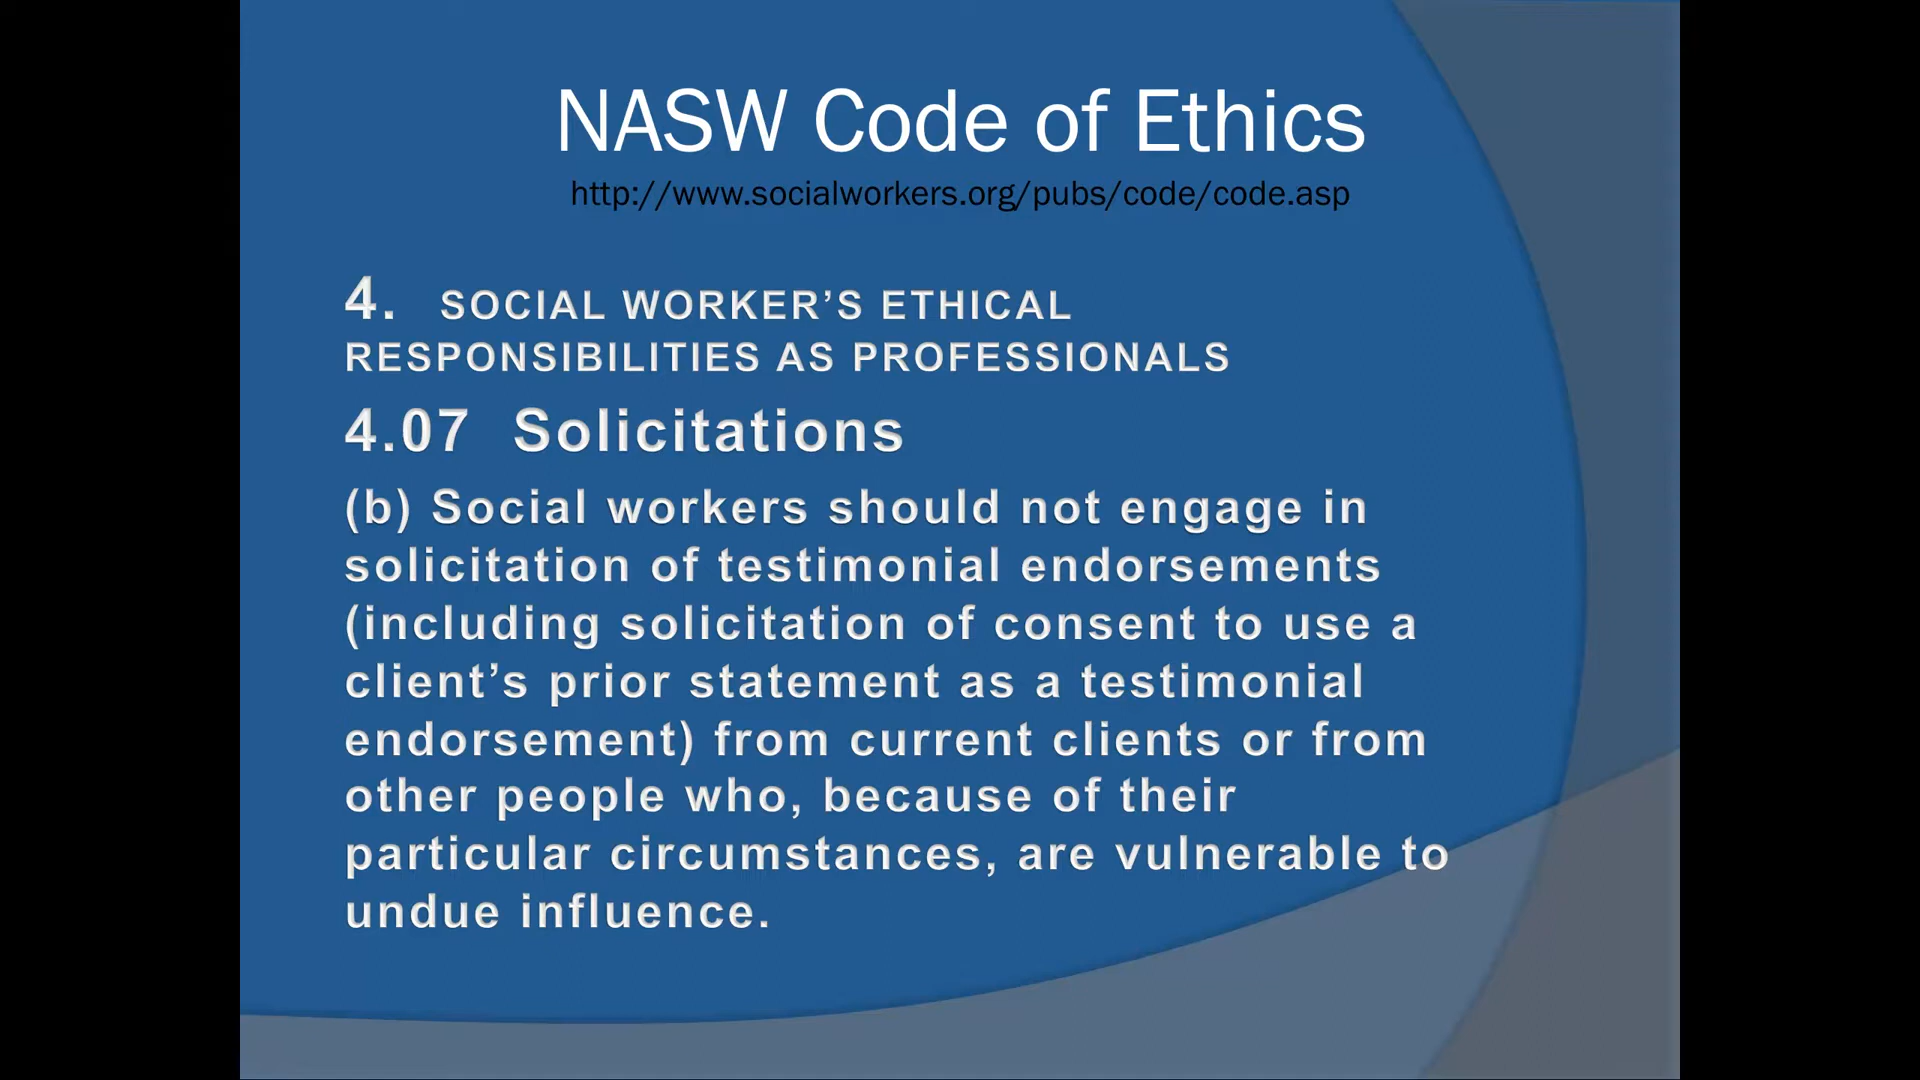 NASW Code of Ethics
http://www.socialworkers.org/pubs/code/code.asp
4. SOCIAL WORKER’S ETHICAL
RESPONSIBILITIES AS PROFESSIONALS
4.07 Solicitations
(b) Social workers should not engage in
solicitation of testimonial endorsements
(including solicitation of consent to use a
client’s prior statement as a testimonial
endorsement) from current clients or from
other people who, because of their
particular circumstances, are vulnerable to
undue influence.